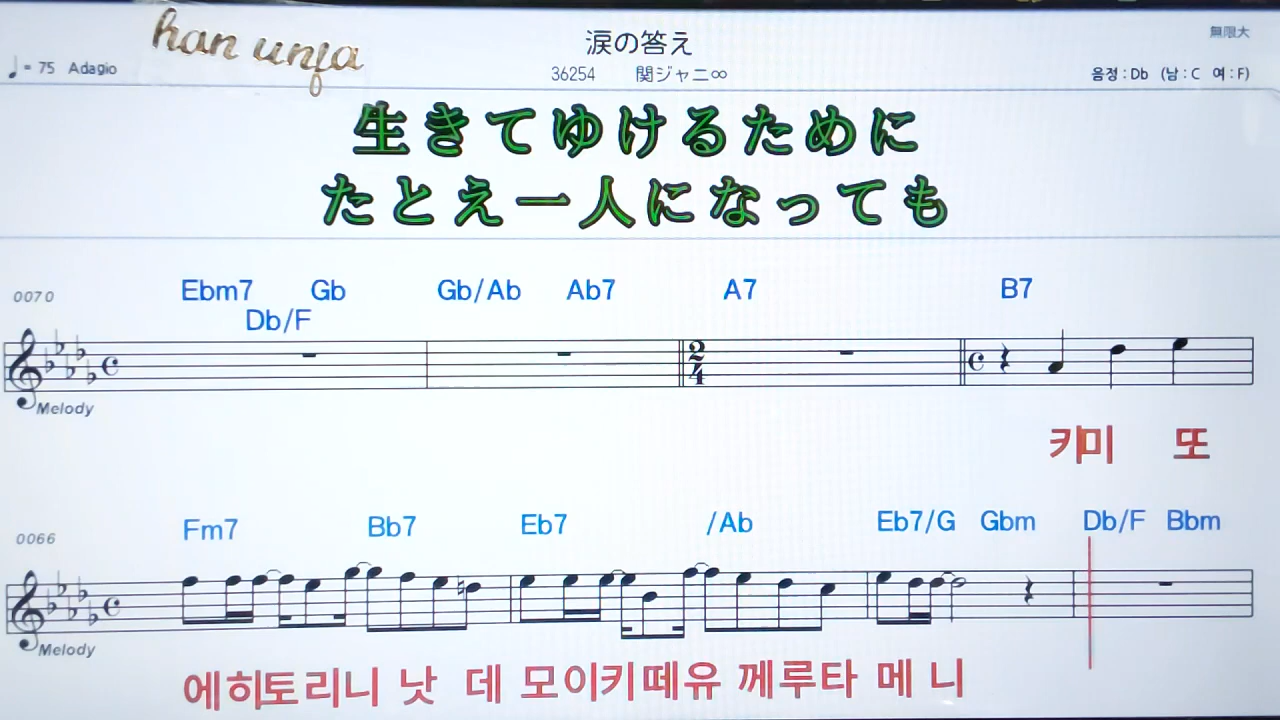 han unja
涙の答え
無限大
♩= 75 Adagio
36254 関ジャニ∞
음정 : Db (남 : C 여 : F)
生きてゆけるために
たとえ一人になっても
0070
Ebm7 Gb Gb/Ab Ab7 A7 B7
Db/F
2
4
Melody
키미 또
0066
Fm7 Bb7 Eb7 /Ab Eb7/G Gbm Db/F Bbm
Melody
에히토리니 낫 데 모이키떼유 께루타 메 니